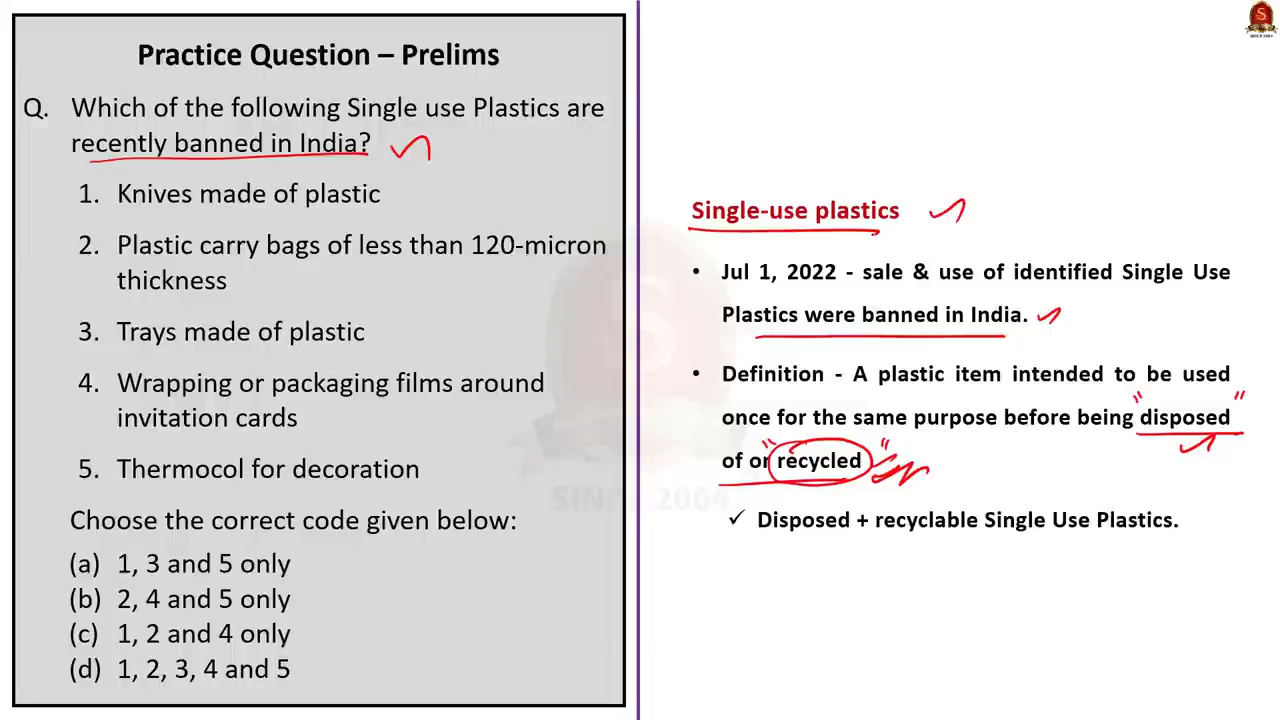 Practice Question – Prelims
Q. Which of the following Single use Plastics are
recently banned in India?
1. Knives made of plastic
2. Plastic carry bags of less than 120-micron
thickness
3. Trays made of plastic
4. Wrapping or packaging films around
invitation cards
5. Thermocol for decoration
Choose the correct code given below:
(a) 1, 3 and 5 only
(b) 2, 4 and 5 only
(c) 1, 2 and 4 only
(d) 1, 2, 3, 4 and 5
S
SINCE 2004
Single-use plastics
• Jul 1, 2022 - sale & use of identified Single Use
Plastics were banned in India.
• Definition - A plastic item intended to be used
once for the same purpose before being "disposed"
of or "recycled"
✓ Disposed + recyclable Single Use Plastics.
S
SINCE 2004